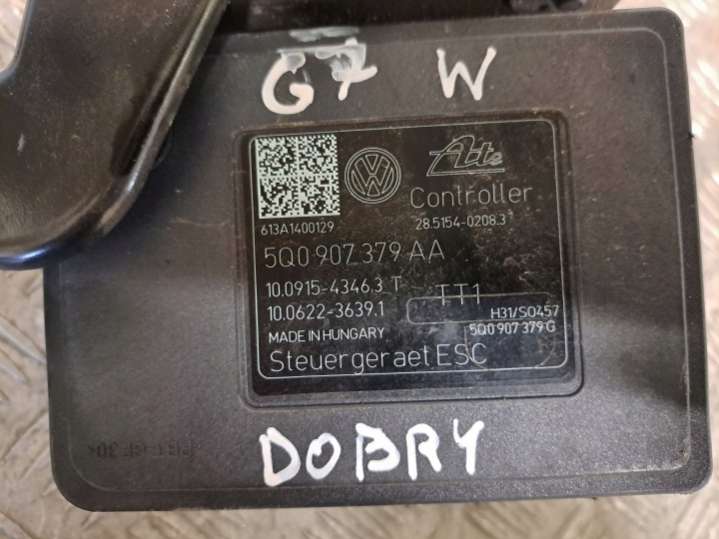 G7 W
Ate
Controller
28.5154-0208.3
613A1400129
5Q0 907 379 AA
10.0915-4346.3 T
TT1
10.0622-3639.1
H31/S0457
MADE IN HUNGARY
5Q0 907 379 G
Steuergeraet ESC
DOBRY